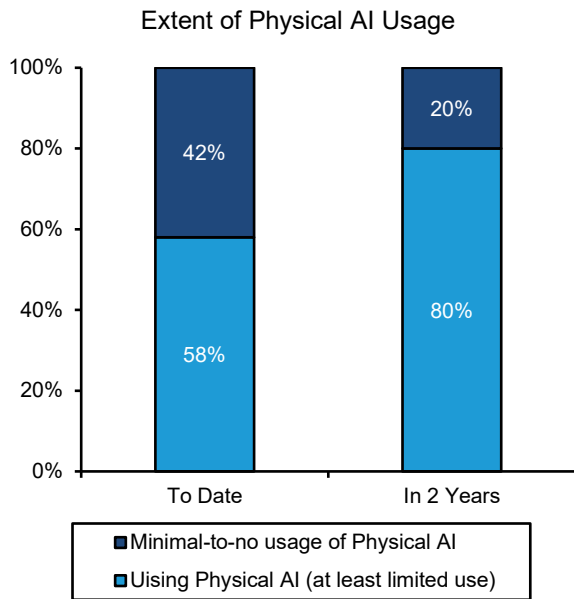 Extent of Physical AI Usage
100%
80%
60%
40%
20%
0%
42%
58%
20%
80%
To Date
In 2 Years
Minimal-to-no usage of Physical AI
Uising Physical AI (at least limited use)